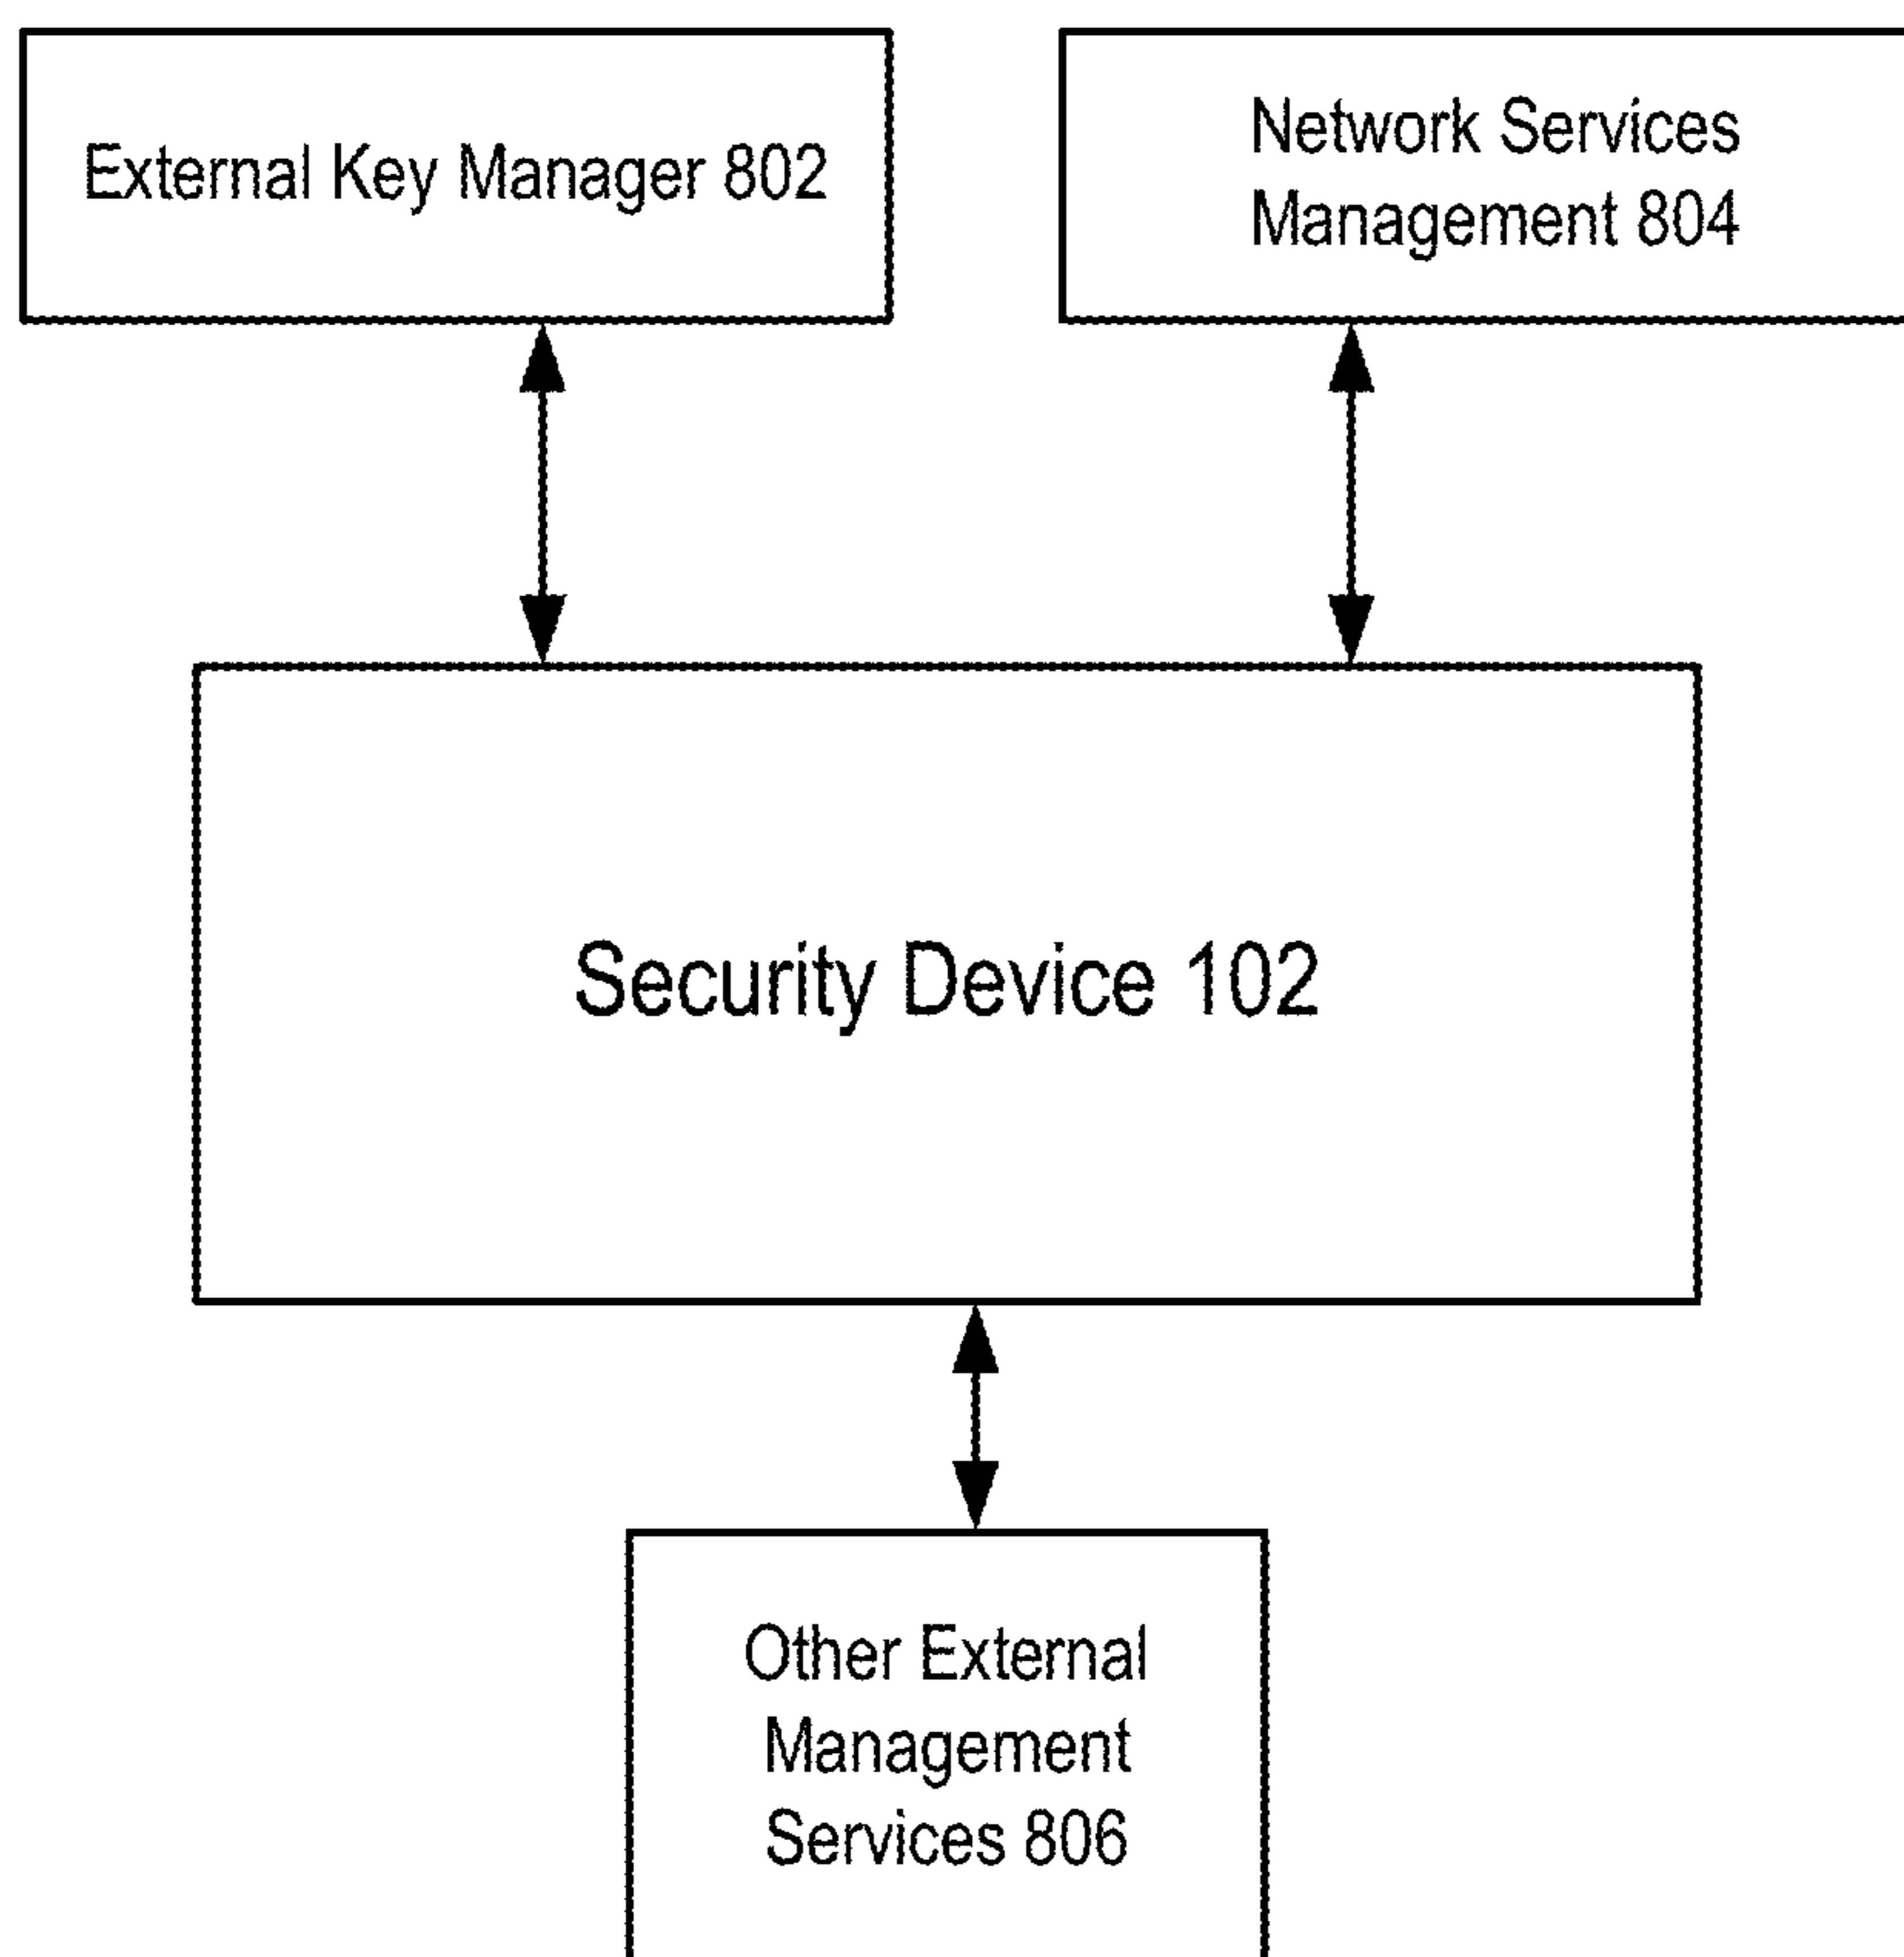 External Key Manager 802
Network Services
Management 804
Security Device 102
Other External
Management
Services 806